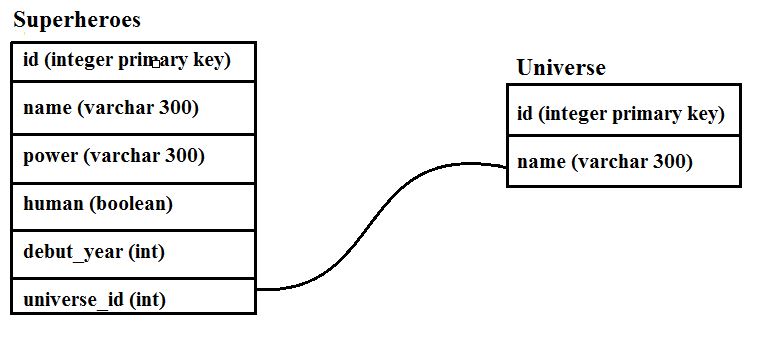 Superheroes
id (integer primary key)
name (varchar 300)
power (varchar 300)
human (boolean)
debut_year (int)
universe_id (int)
Universe
id (integer primary key)
name (varchar 300)